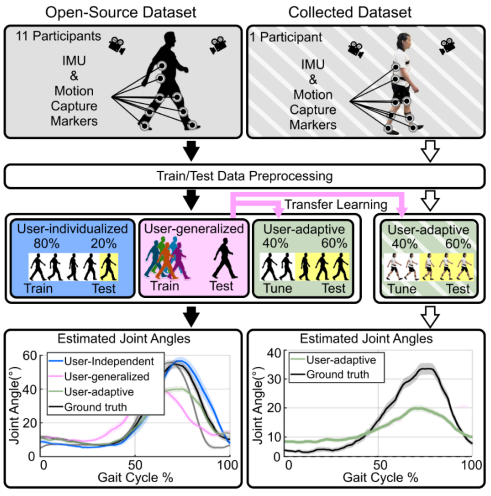 Open-Source Dataset
Collected Dataset
11 Participants
IMU
&
Motion
Capture
Markers
1 Participant
IMU
&
Motion
Capture
Markers
Train/Test Data Preprocessing
Transfer Learning
User-individualized
80% 20%
Train Test
User-generalized
Train Test
User-adaptive
40% 60%
Tune Test
User-adaptive
40% 60%
Tune Test
Estimated Joint Angles
Joint Angle(°)
60
40
20
0
User-Independent
User-generalized
User-adaptive
Ground truth
0 50 100
Gait Cycle %
Estimated Joint Angles
Joint Angle(°)
40
30
20
10
0
User-adaptive
Ground truth
0 50 100
Gait Cycle %